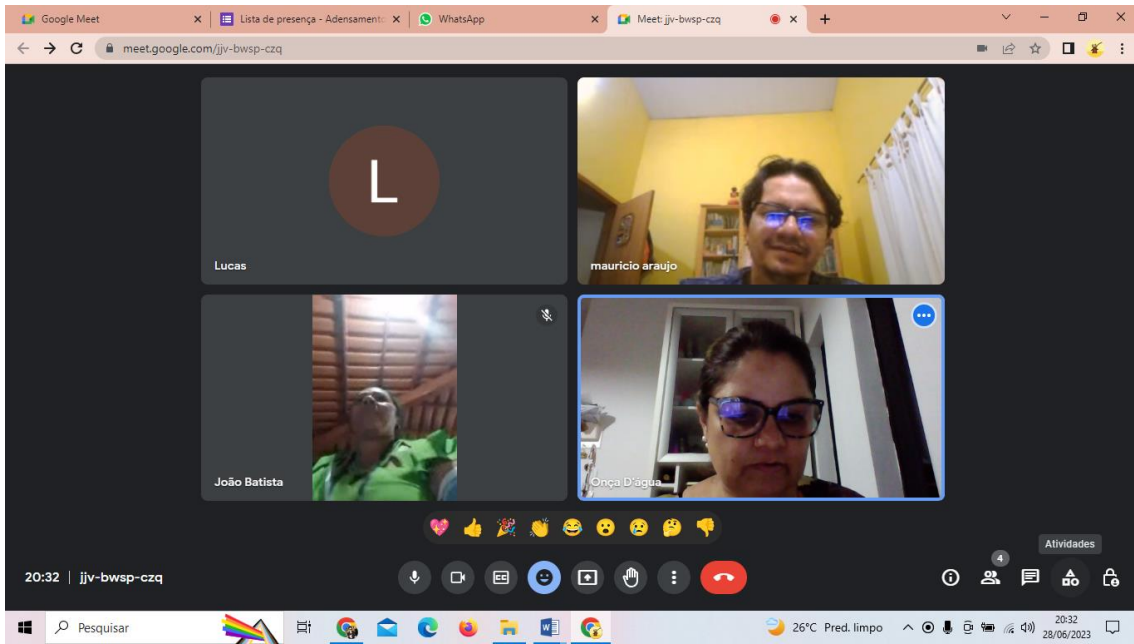 Google Meet
Lista de presença - Adensamento
WhatsApp
Meet: jjv-bwsp-czq
meet.google.com/jjv-bwsp-czq
L
Lucas
mauricio araujo
João Batista
Onça D'água
Atividades
4
20:32 | jjv-bwsp-czq
CC
Pesquisar
26°C Pred. limpo
20:32
28/06/2023